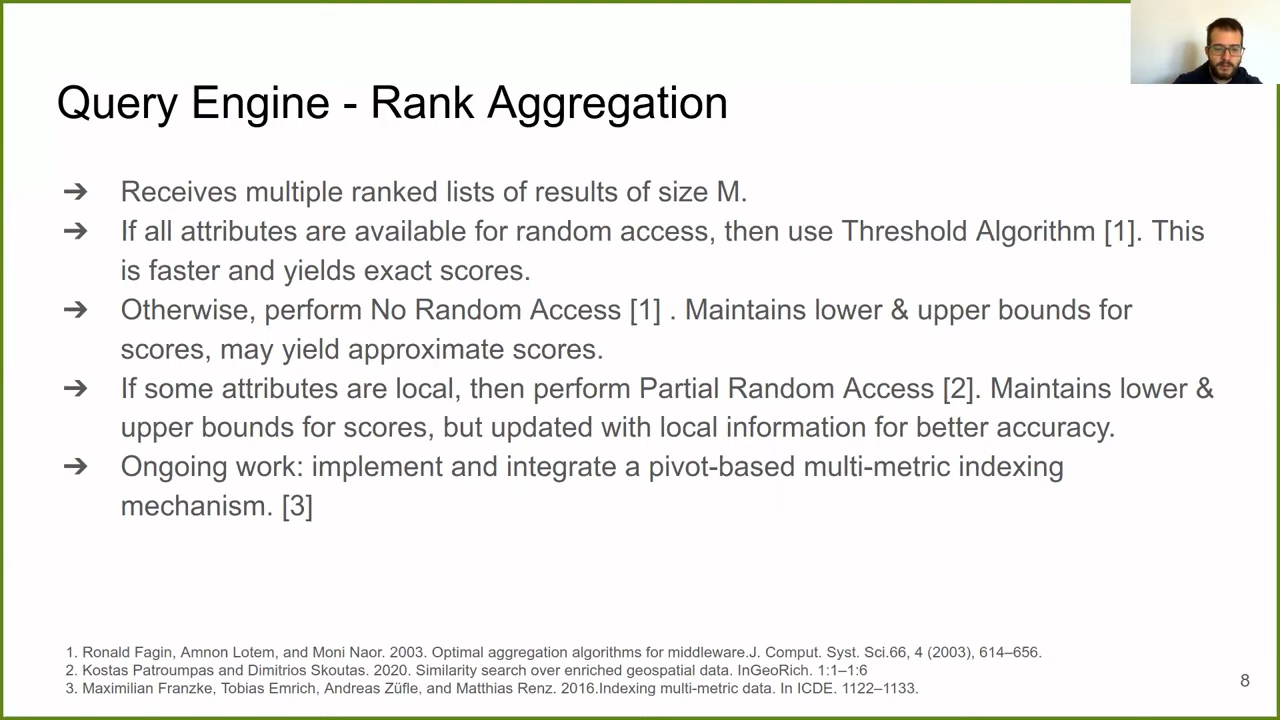 Query Engine - Rank Aggregation
➔ Receives multiple ranked lists of results of size M.
➔ If all attributes are available for random access, then use Threshold Algorithm [1]. This
is faster and yields exact scores.
➔ Otherwise, perform No Random Access [1] . Maintains lower & upper bounds for
scores, may yield approximate scores.
➔ If some attributes are local, then perform Partial Random Access [2]. Maintains lower &
upper bounds for scores, but updated with local information for better accuracy.
➔ Ongoing work: implement and integrate a pivot-based multi-metric indexing
mechanism. [3]
1. Ronald Fagin, Amnon Lotem, and Moni Naor. 2003. Optimal aggregation algorithms for middleware.J. Comput. Syst. Sci.66, 4 (2003), 614–656.
2. Kostas Patroumpas and Dimitrios Skoutas. 2020. Similarity search over enriched geospatial data. InGeoRich. 1:1–1:6
3. Maximilian Franzke, Tobias Emrich, Andreas Züfle, and Matthias Renz. 2016.Indexing multi-metric data. In ICDE. 1122–1133.
8